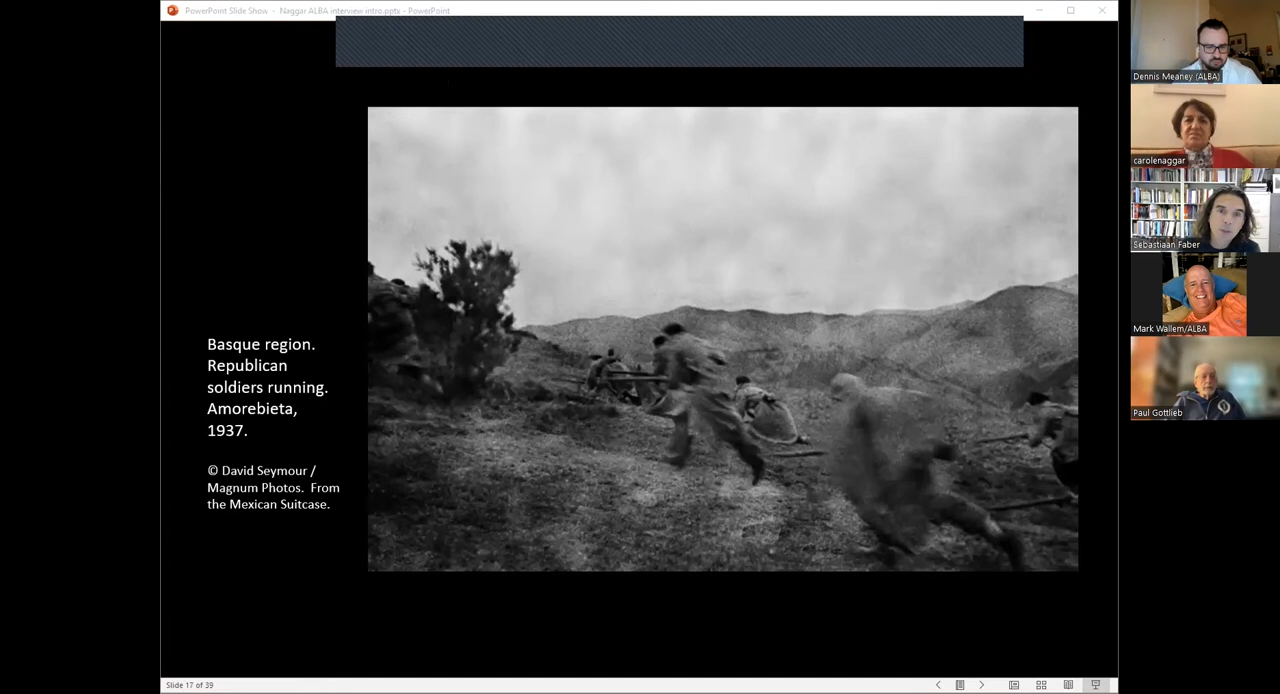 PowerPoint Slide Show - Naggar ALBA interview intro.pptx - PowerPoint
Basque region.
Republican
soldiers running.
Amorebieta,
1937.
© David Seymour /
Magnum Photos. From
the Mexican Suitcase.
Slide 17 of 39
Dennis Meaney (ALBA)
carolenaggar
Sebastiaan Faber
Mark Wallem/ALBA
Paul Gottlieb